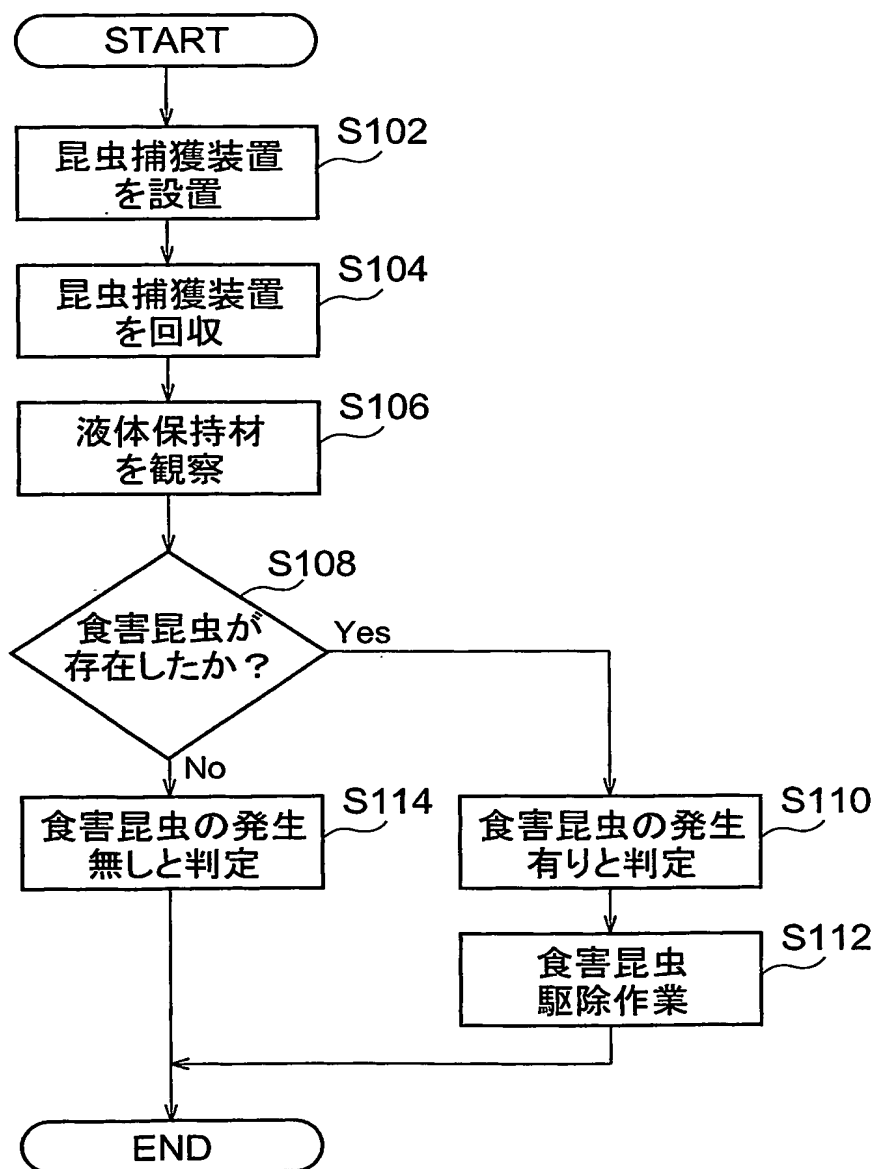 START
S102
昆虫捕獲装置
を設置
S104
昆虫捕獲装置
を回収
S106
液体保持材
を観察
S108
食害昆虫が
存在したか？
Yes
No
S114
食害昆虫の発生
無しと判定
S110
食害昆虫の発生
有りと判定
S112
食害昆虫
駆除作業
END